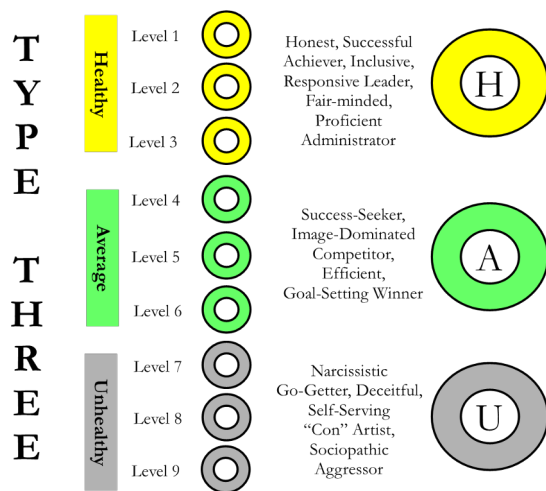 TYPE THREE
Healthy
Level 1
Level 2
Level 3
Honest, Successful
Achiever, Inclusive,
Responsive Leader,
Fair-minded,
Proficient
Administrator
H
Average
Level 4
Level 5
Level 6
Success-Seeker,
Image-Dominated
Competitor,
Efficient,
Goal-Setting Winner
A
Unhealthy
Level 7
Level 8
Level 9
Narcissistic
Go-Getter, Deceitful,
Self-Serving
“Con” Artist,
Sociopathic
Aggressor
U